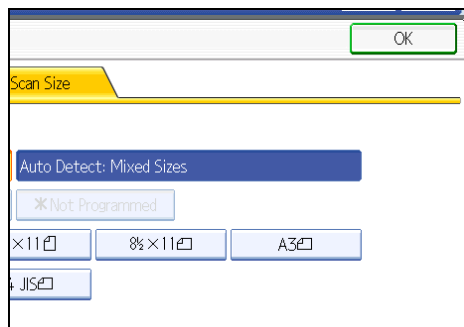 OK
Scan Size
Auto Detect: Mixed Sizes
✱Not Programmed
×11 8½×11 A3
JIS